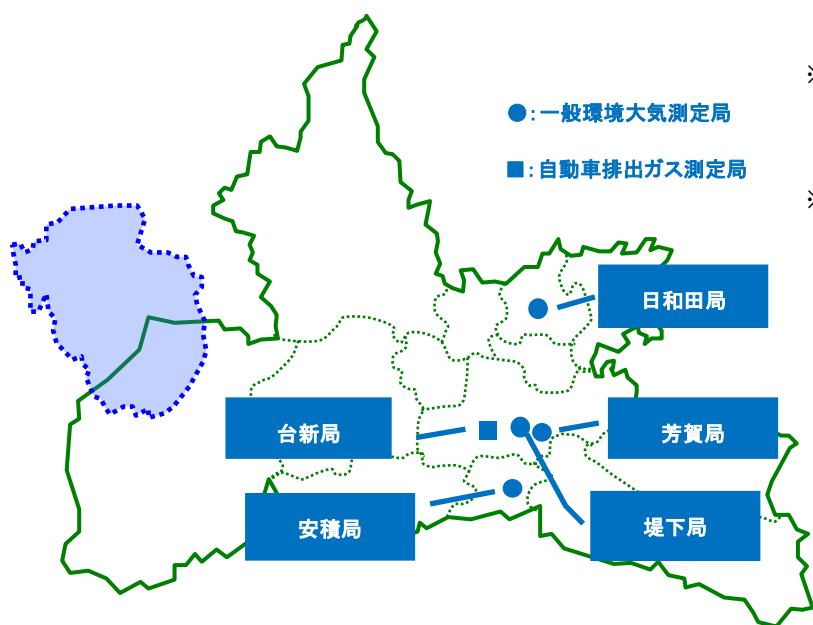 ※
●:一般環境大気測定局
■:自動車排出ガス測定局
※
日和田局
台新局
芳賀局
安積局
堤下局